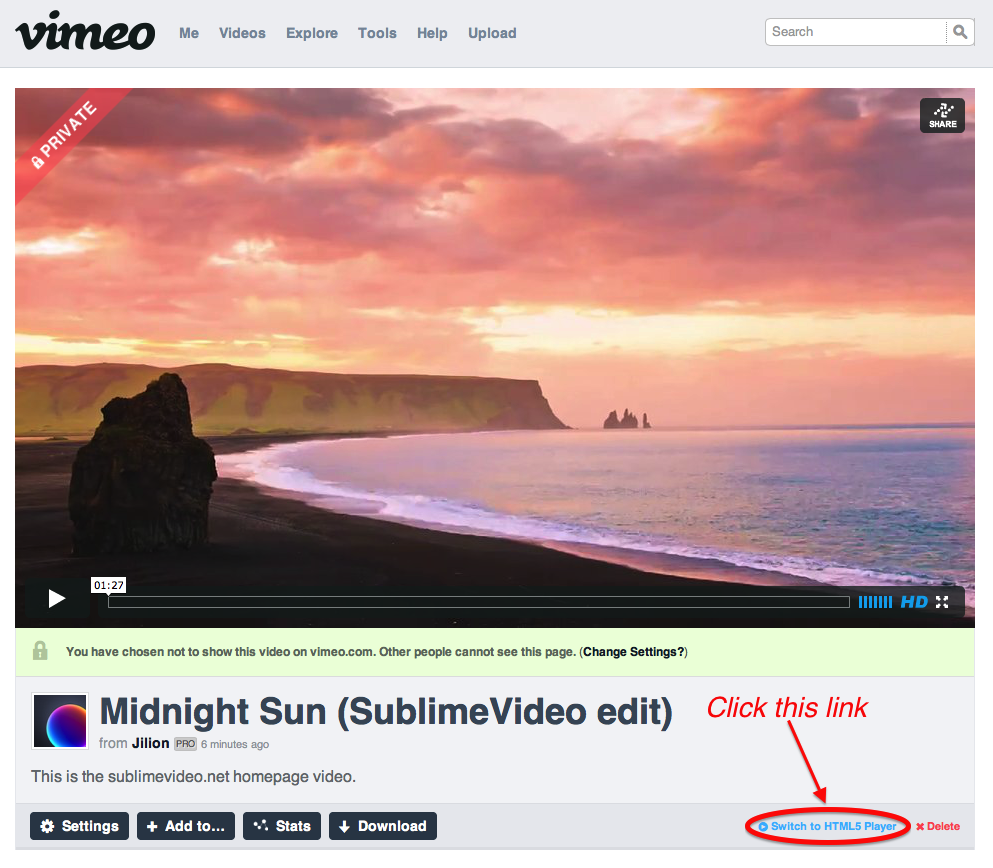 vimeo Me Videos Explore Tools Help Upload Search
PRIVATE
SHARE
01:27
HD
You have chosen not to show this video on vimeo.com. Other people cannot see this page. (Change Settings?)
Midnight Sun (SublimeVideo edit)
Click this link
from Jilion PRO 6 minutes ago
This is the sublimevideo.net homepage video.
Settings + Add to... Stats Download Switch to HTML5 Player Delete